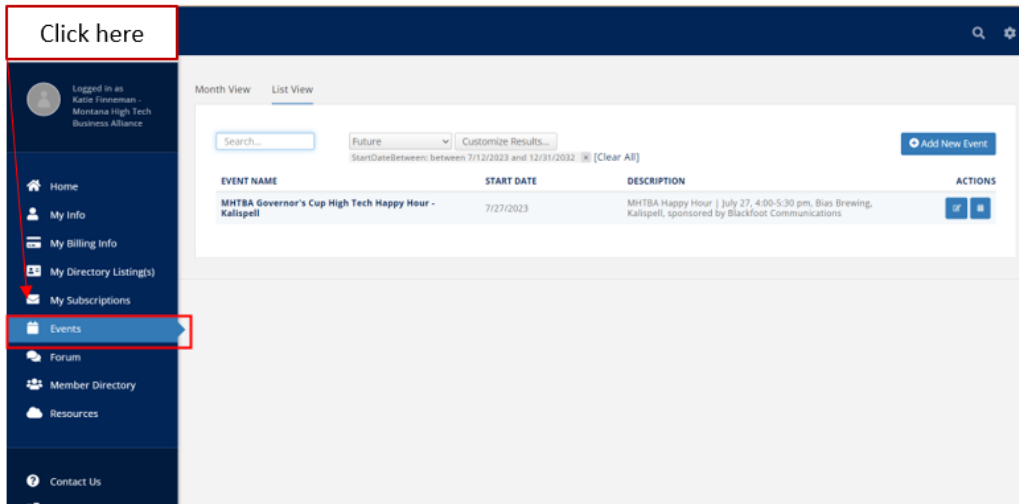 Click here
Logged in as
Katie Finneman -
Montana High Tech
Business Alliance
Home
My Info
My Billing Info
My Directory Listing(s)
My Subscriptions
Events
Forum
Member Directory
Resources
Contact Us
Month View List View
Search... Future Customize Results... Add New Event
StartDateBetween: between 7/12/2023 and 12/31/2032 x [Clear All]
EVENT NAME START DATE DESCRIPTION ACTIONS
MHTBA Governor's Cup High Tech Happy Hour -
Kalispell
7/27/2023
MHTBA Happy Hour | July 27, 4:00-5:30 pm, Bias Brewing,
Kalispell, sponsored by Blackfoot Communications